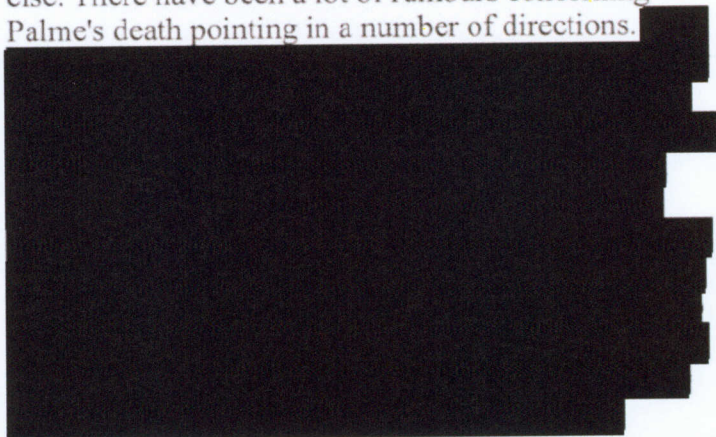 else. There have been a lot of rumours concerning
Palme's death pointing in a number of directions.